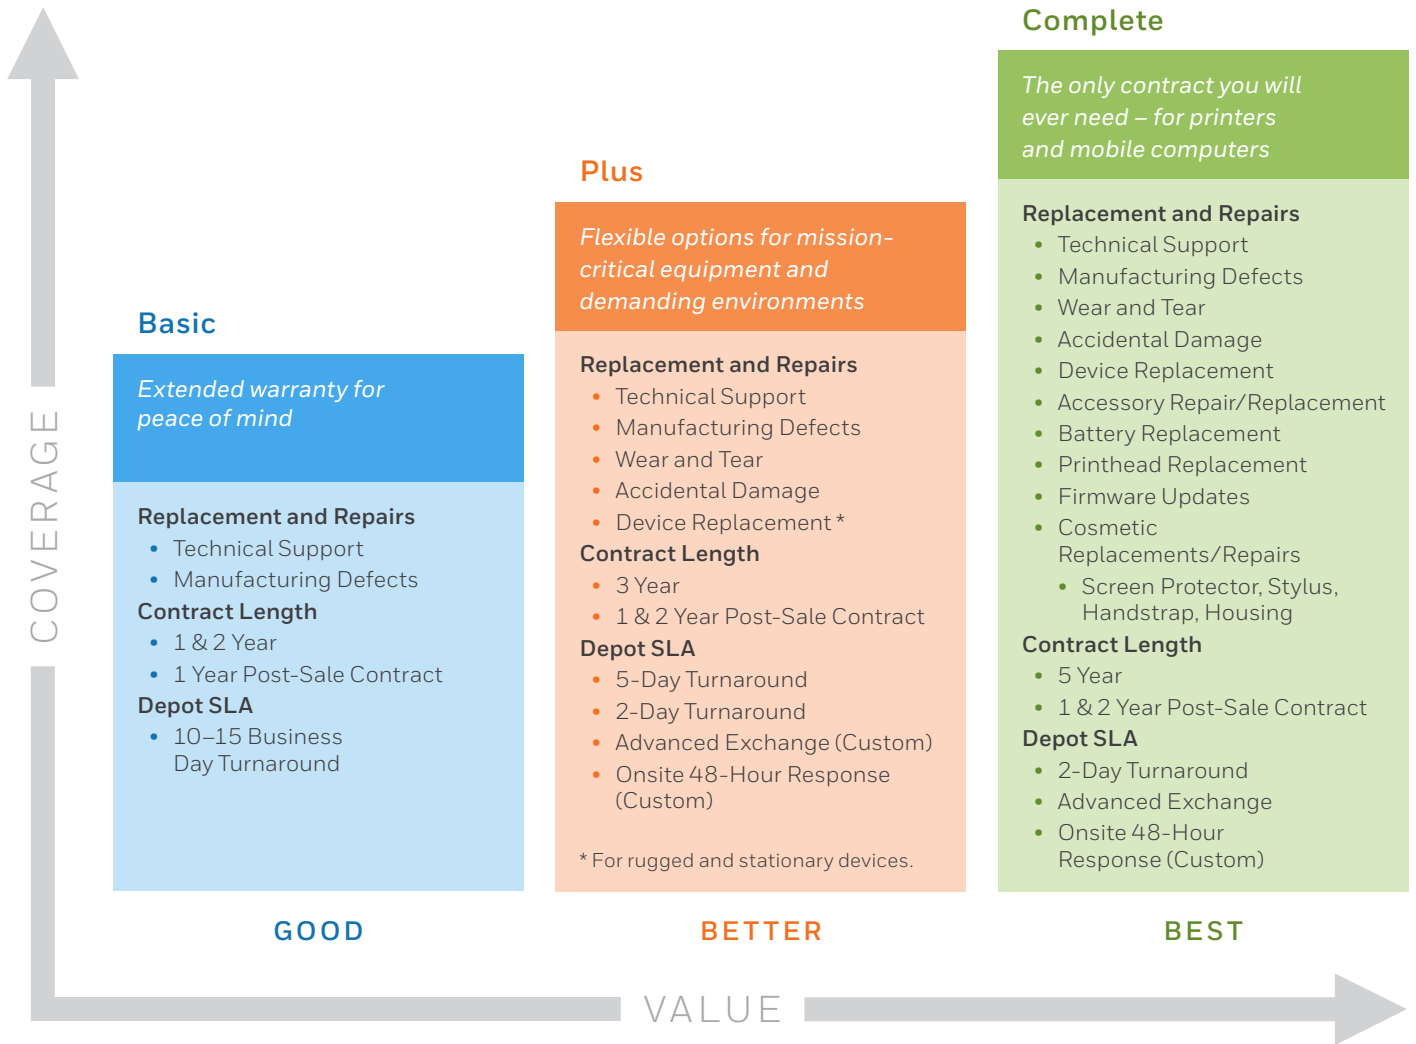 COVERAGE
Basic
Extended warranty for
peace of mind
Replacement and Repairs
• Technical Support
• Manufacturing Defects
Contract Length
• 1 & 2 Year
• 1 Year Post-Sale Contract
Depot SLA
• 10–15 Business
Day Turnaround
GOOD
Plus
Flexible options for mission-
critical equipment and
demanding environments
Replacement and Repairs
• Technical Support
• Manufacturing Defects
• Wear and Tear
• Accidental Damage
• Device Replacement *
Contract Length
• 3 Year
• 1 & 2 Year Post-Sale Contract
Depot SLA
• 5-Day Turnaround
• 2-Day Turnaround
• Advanced Exchange (Custom)
• Onsite 48-Hour Response
(Custom)
* For rugged and stationary devices.
BETTER
Complete
The only contract you will
ever need – for printers
and mobile computers
Replacement and Repairs
• Technical Support
• Manufacturing Defects
• Wear and Tear
• Accidental Damage
• Device Replacement
• Accessory Repair/Replacement
• Battery Replacement
• Printhead Replacement
• Firmware Updates
• Cosmetic
Replacements/Repairs
• Screen Protector, Stylus,
Handstrap, Housing
Contract Length
• 5 Year
• 1 & 2 Year Post-Sale Contract
Depot SLA
• 2-Day Turnaround
• Advanced Exchange
• Onsite 48-Hour
Response (Custom)
BEST
VALUE